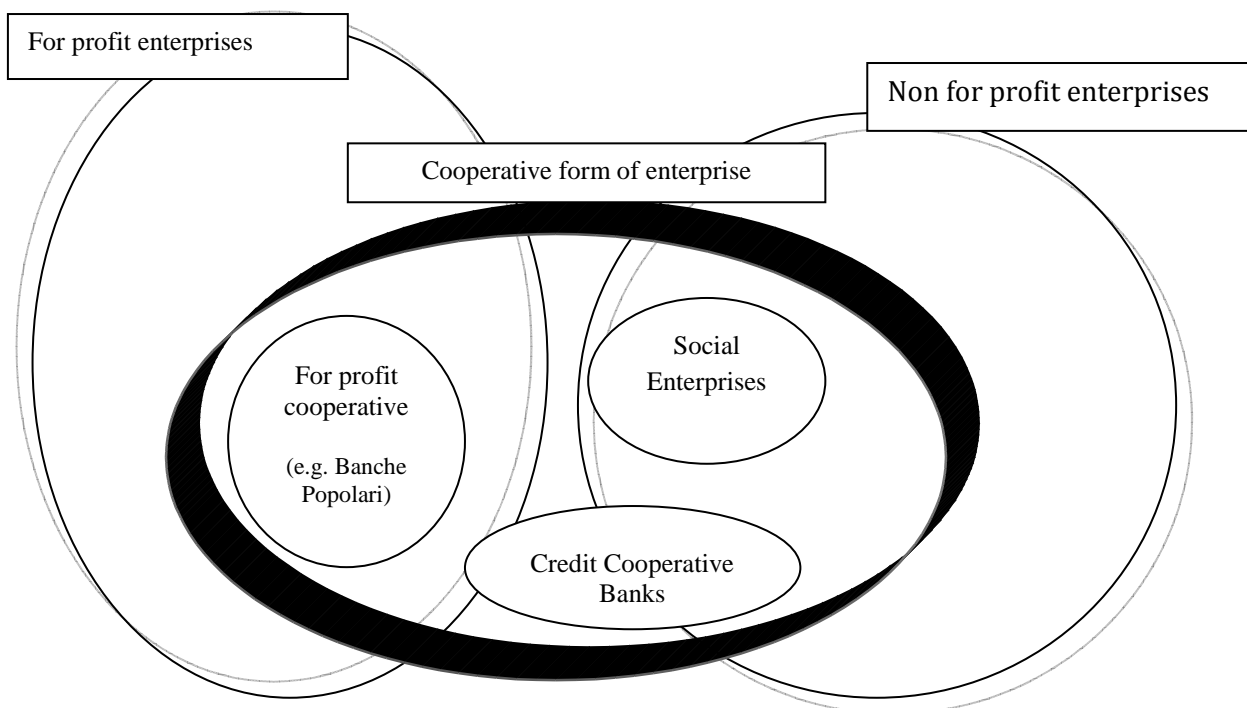 For profit enterprises
Non for profit enterprises
Cooperative form of enterprise
Social
Enterprises
For profit
cooperative
(e.g. Banche
Popolari)
Credit Cooperative
Banks